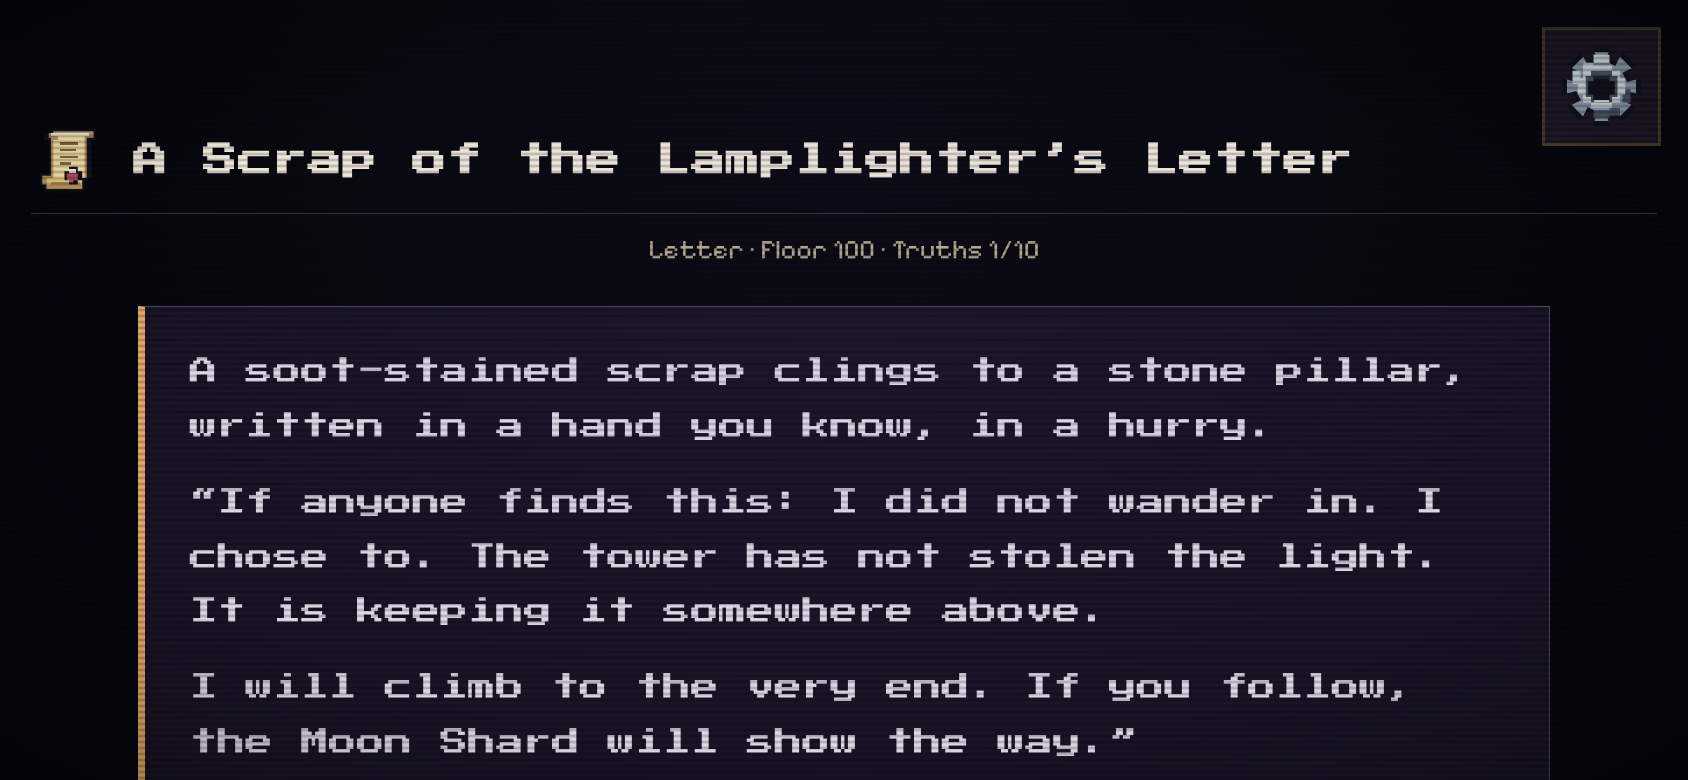 A Scrap of the Lamplighter’s Letter
Letter · Floor 100 · Truths 1/10
A soot-stained scrap clings to a stone pillar,
written in a hand you know, in a hurry.
“If anyone finds this: I did not wander in. I
chose to. The tower has not stolen the light.
It is keeping it somewhere above.
I will climb to the very end. If you follow,
the Moon Shard will show the way.”